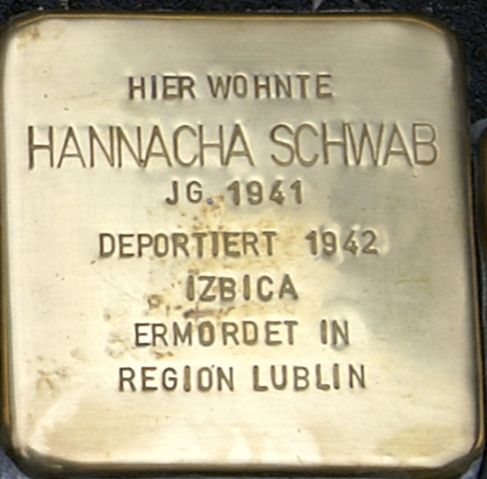 HIER WOHNTE
HANNACHA SCHWAB
JG. 1941
DEPORTIERT 1942
IZBICA
ERMORDET IN
REGION LUBLIN